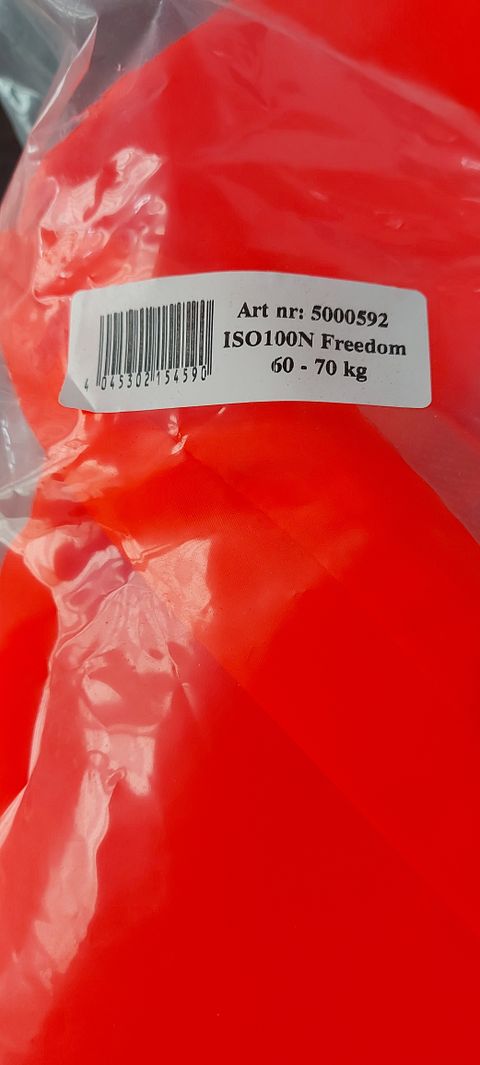 Art nr: 5000592
ISO100N Freedom
60 - 70 kg
4 045302 154590